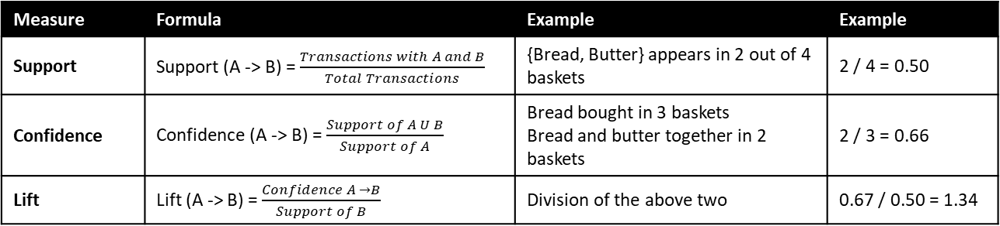 Measure Formula Example Example
Support Support (A -> B) = Transactions with A and B / Total Transactions {Bread, Butter} appears in 2 out of 4 baskets 2 / 4 = 0.50
Confidence Confidence (A -> B) = Support of A U B / Support of A Bread bought in 3 baskets
Bread and butter together in 2
baskets 2 / 3 = 0.66
Lift Lift (A -> B) = Confidence A →B / Support of B Division of the above two 0.67 / 0.50 = 1.34